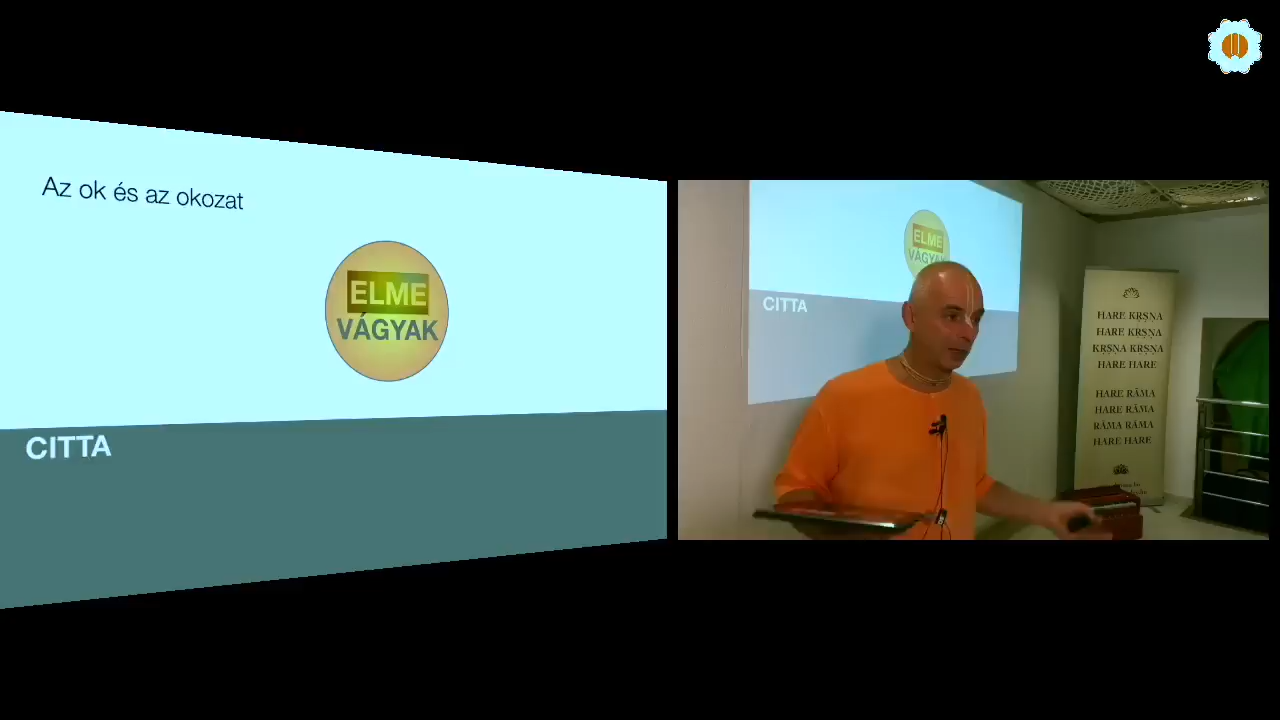 Az ok és az okozat
ELME
VÁGYAK
CITTA
ELME
VÁGYAK
CITTA
HARE KṚṢṆA
HARE KṚṢṆA
KṚṢṆA KṚṢṆA
HARE HARE
HARE RĀMA
HARE RĀMA
RĀMA RĀMA
HARE HARE